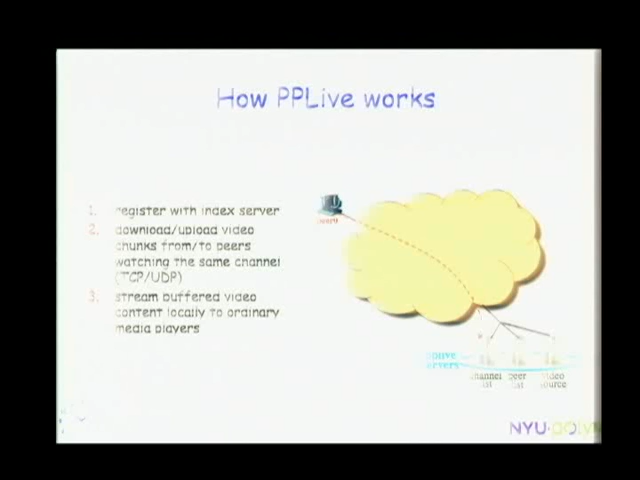 How PPLive works
1. register with index server
2. download/upload video
chunks from/to peers
watching the same channel
(TCP/UDP)
3. stream buffered video
content locally to ordinary
media players
channel peer video
list list source
NYU·poly